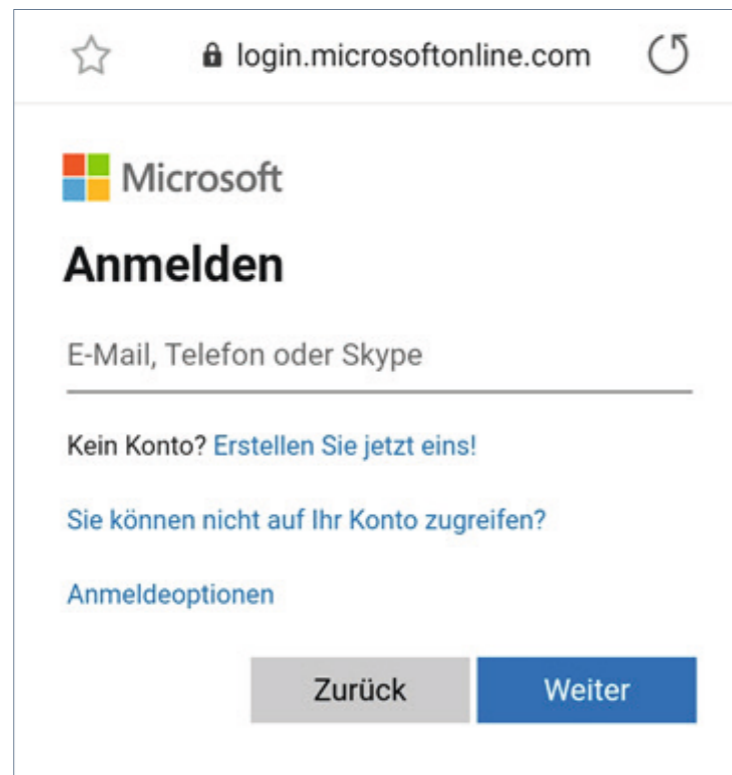 login.microsoftonline.com
Microsoft
Anmelden
E-Mail, Telefon oder Skype
Kein Konto? Erstellen Sie jetzt eins!
Sie können nicht auf Ihr Konto zugreifen?
Anmeldeoptionen
Zurück Weiter